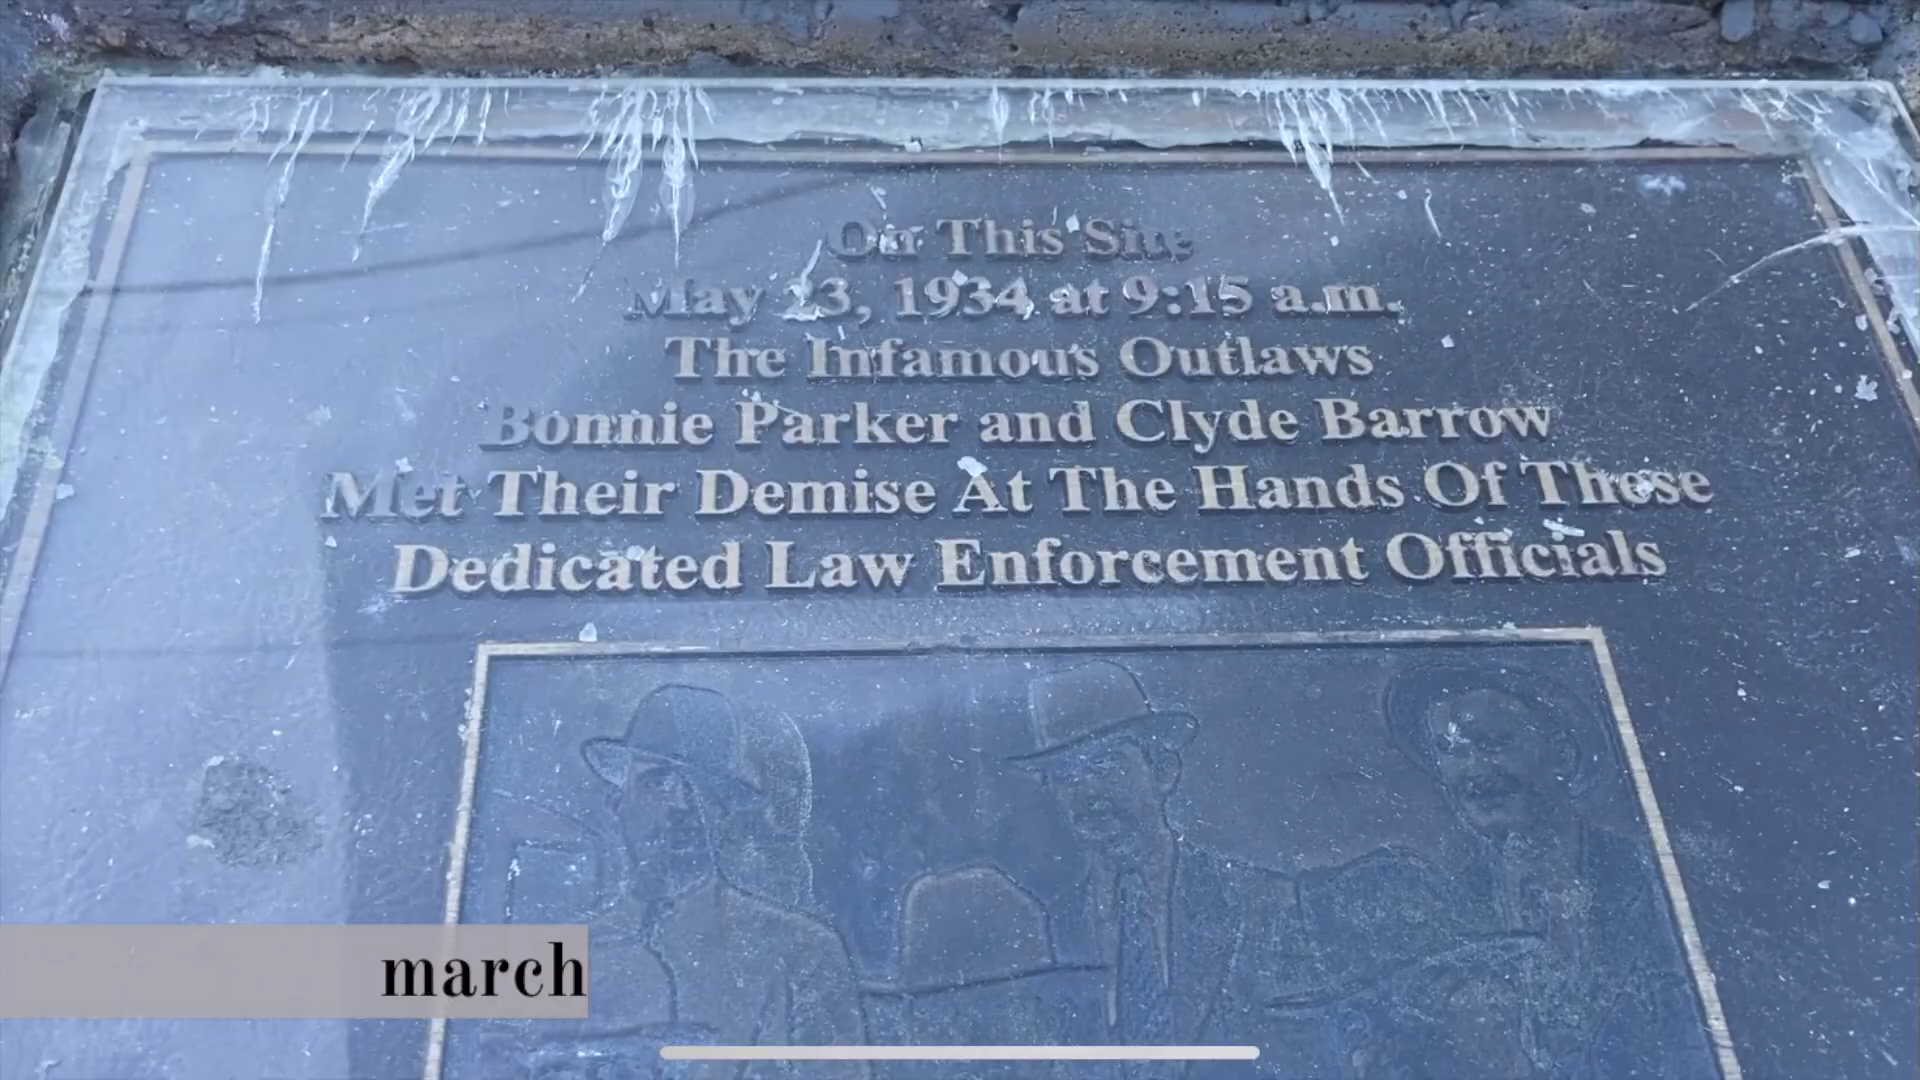 On This Site
May 23, 1934 at 9:15 a.m.
The Infamous Outlaws
Bonnie Parker and Clyde Barrow
Met Their Demise At The Hands Of These
Dedicated Law Enforcement Officials
march